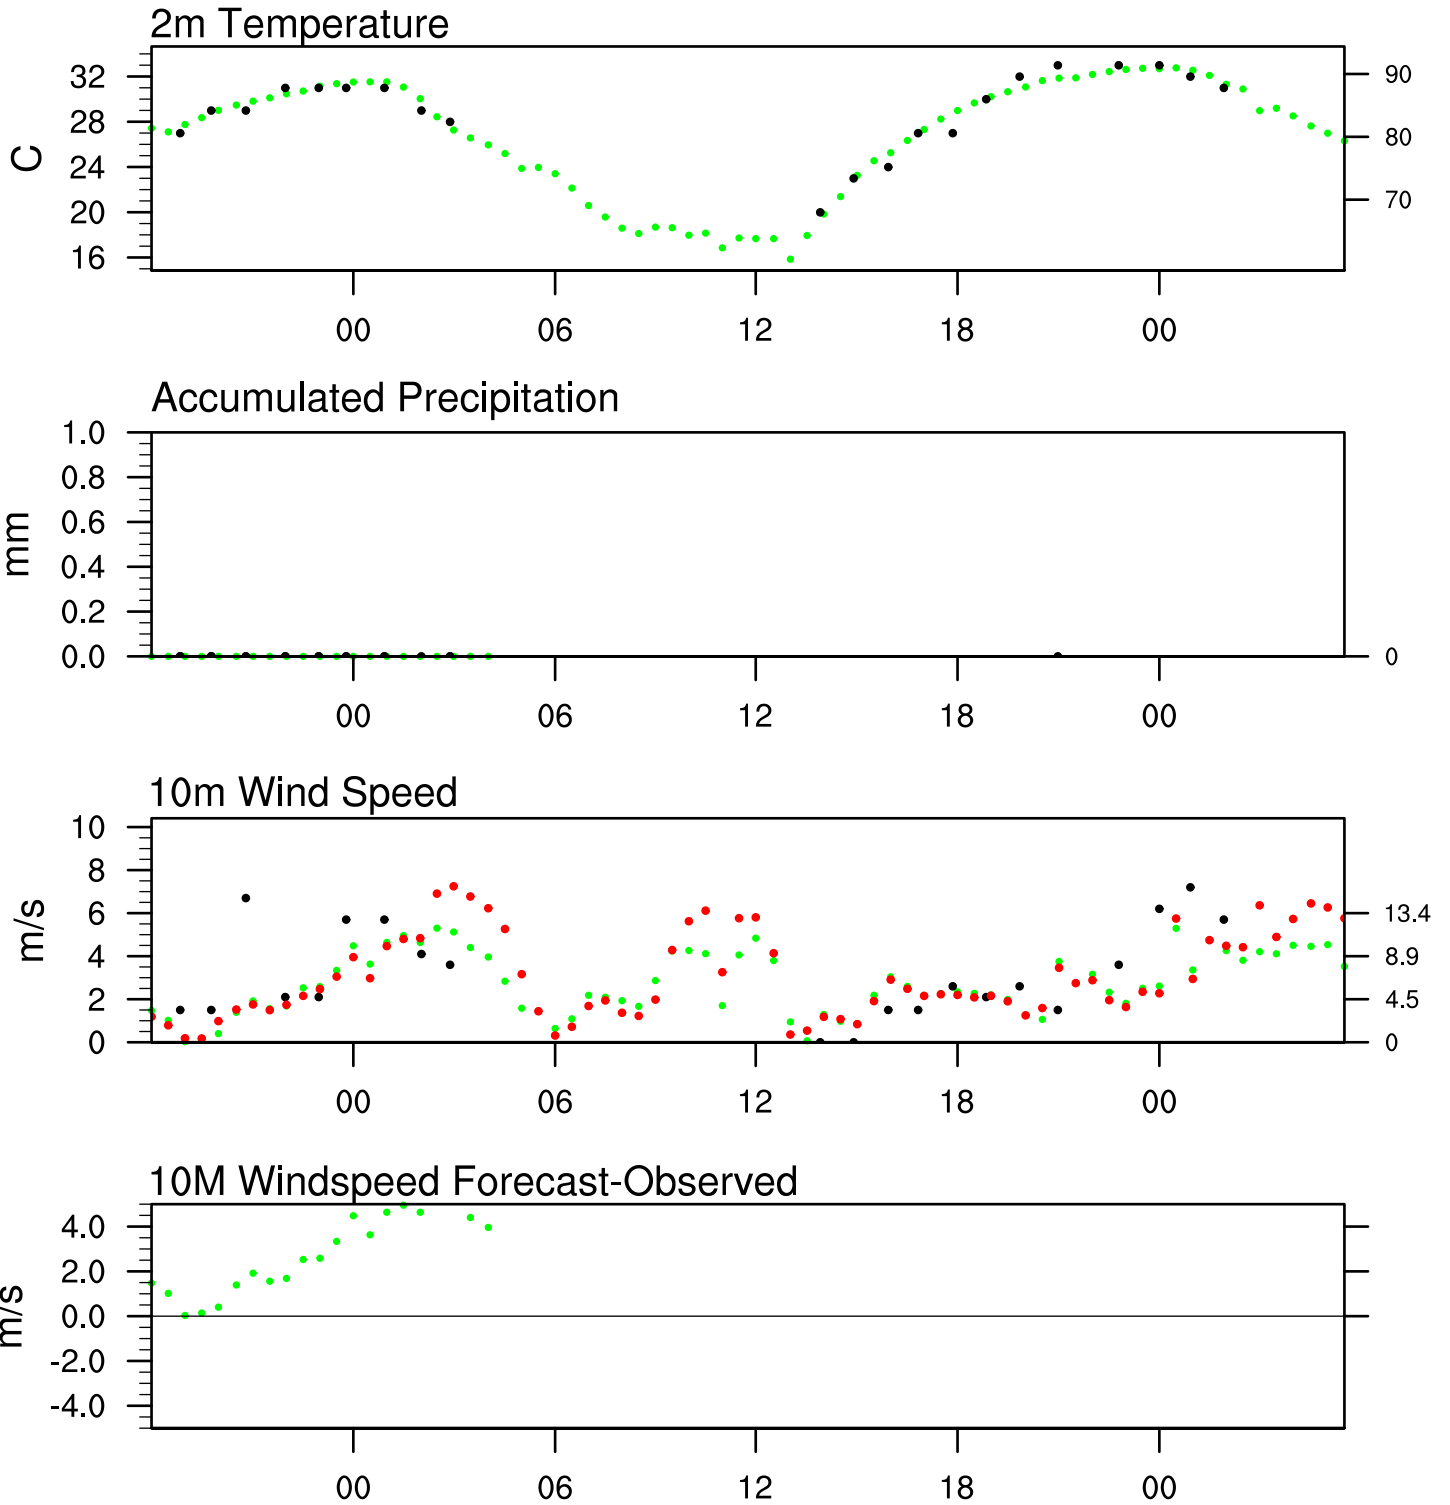 2m Temperature
C
32
28
24
20
16
90
80
70
00 06 12 18 00
Accumulated Precipitation
mm
1.0
0.8
0.6
0.4
0.2
0.0
0
00 06 12 18 00
10m Wind Speed
m/s
10
8
6
4
2
0
13.4
8.9
4.5
0
00 06 12 18 00
10M Windspeed Forecast-Observed
m/s
4.0
2.0
0.0
-2.0
-4.0
00 06 12 18 00